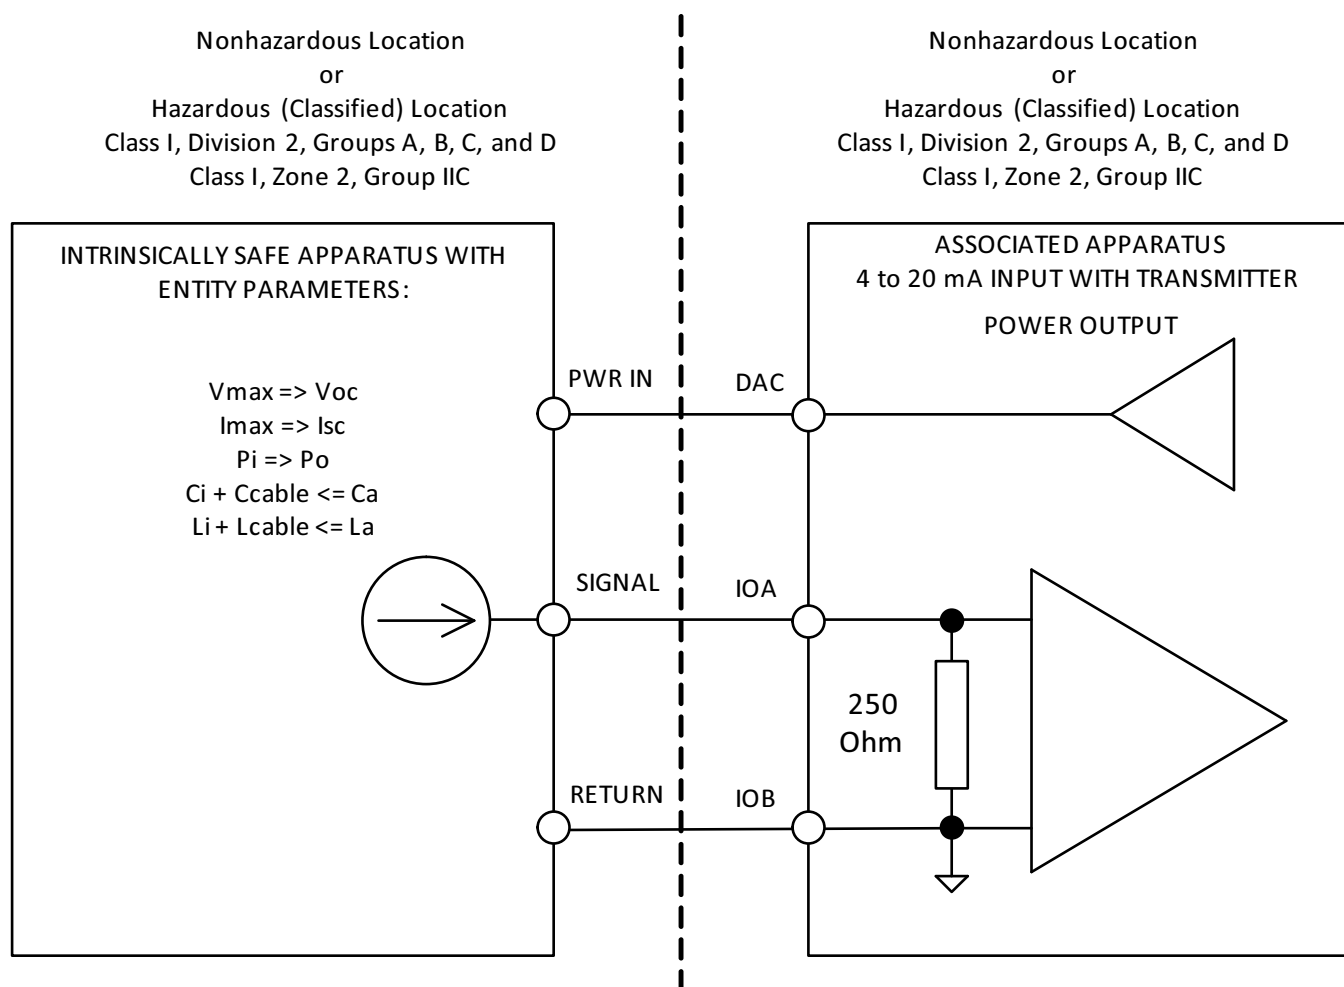 Nonhazardous Location
or
Hazardous (Classified) Location
Class I, Division 2, Groups A, B, C, and D
Class I, Zone 2, Group IIC
Nonhazardous Location
or
Hazardous (Classified) Location
Class I, Division 2, Groups A, B, C, and D
Class I, Zone 2, Group IIC
INTRINSICALLY SAFE APPARATUS WITH
ENTITY PARAMETERS:
Vmax => Voc
Imax => Isc
Pi => Po
Ci + Ccable <= Ca
Li + Lcable <= La
PWR IN
SIGNAL
RETURN
ASSOCIATED APPARATUS
4 to 20 mA INPUT WITH TRANSMITTER
POWER OUTPUT
DAC
IOA
250
Ohm
IOB